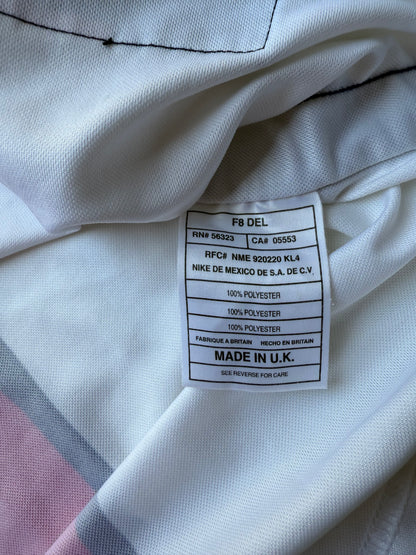 F8 DEL
RN# 56323 CA# 05553
RFC# NME 920220 KL4
NIKE DE MEXICO DE S.A. DE C.V.
100% POLYESTER
100% POLYESTER
100% POLYESTER
FABRIQUE A BRITAIN HECHO EN BRITAIN
MADE IN U.K.
SEE REVERSE FOR CARE